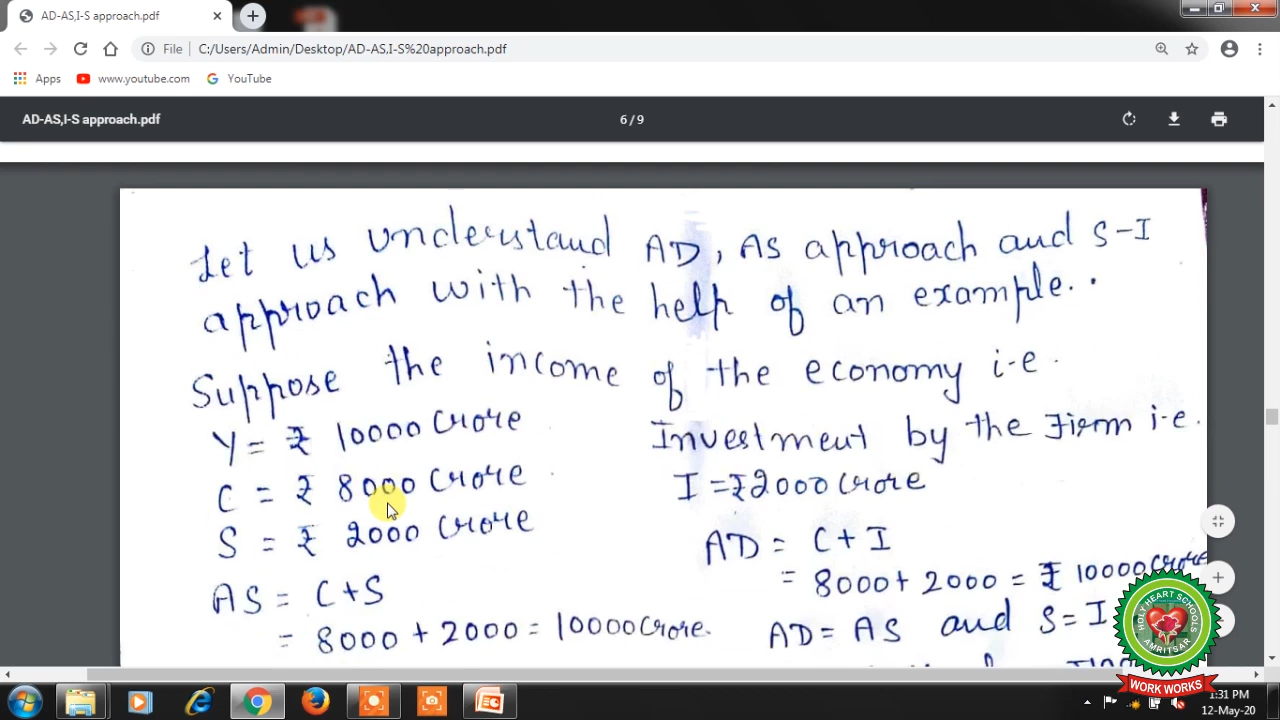 AD-AS,I-S approach.pdf
File C:/Users/Admin/Desktop/AD-AS,I-S%20approach.pdf
Apps www.youtube.com YouTube
AD-AS,I-S approach.pdf 6 / 9
Let us understand AD, AS approach and S-I
approach with the help of an example..
Suppose the income of the economy i-e.
Y = ₹ 10000 Crore
C = ₹ 8000 Crore
S = ₹ 2000 Crore
AS = C+S
= 8000 + 2000 = 10000 Crore.
Investment by the Firm i-e.
I = ₹2000 Crore
AD = C + I
= 8000 + 2000 = ₹ 10000 Crore
AD = AS and S = I
HOLY HEART SCHOOLS
AMRITSAR
WORK WORKS
1:31 PM
12-May-20